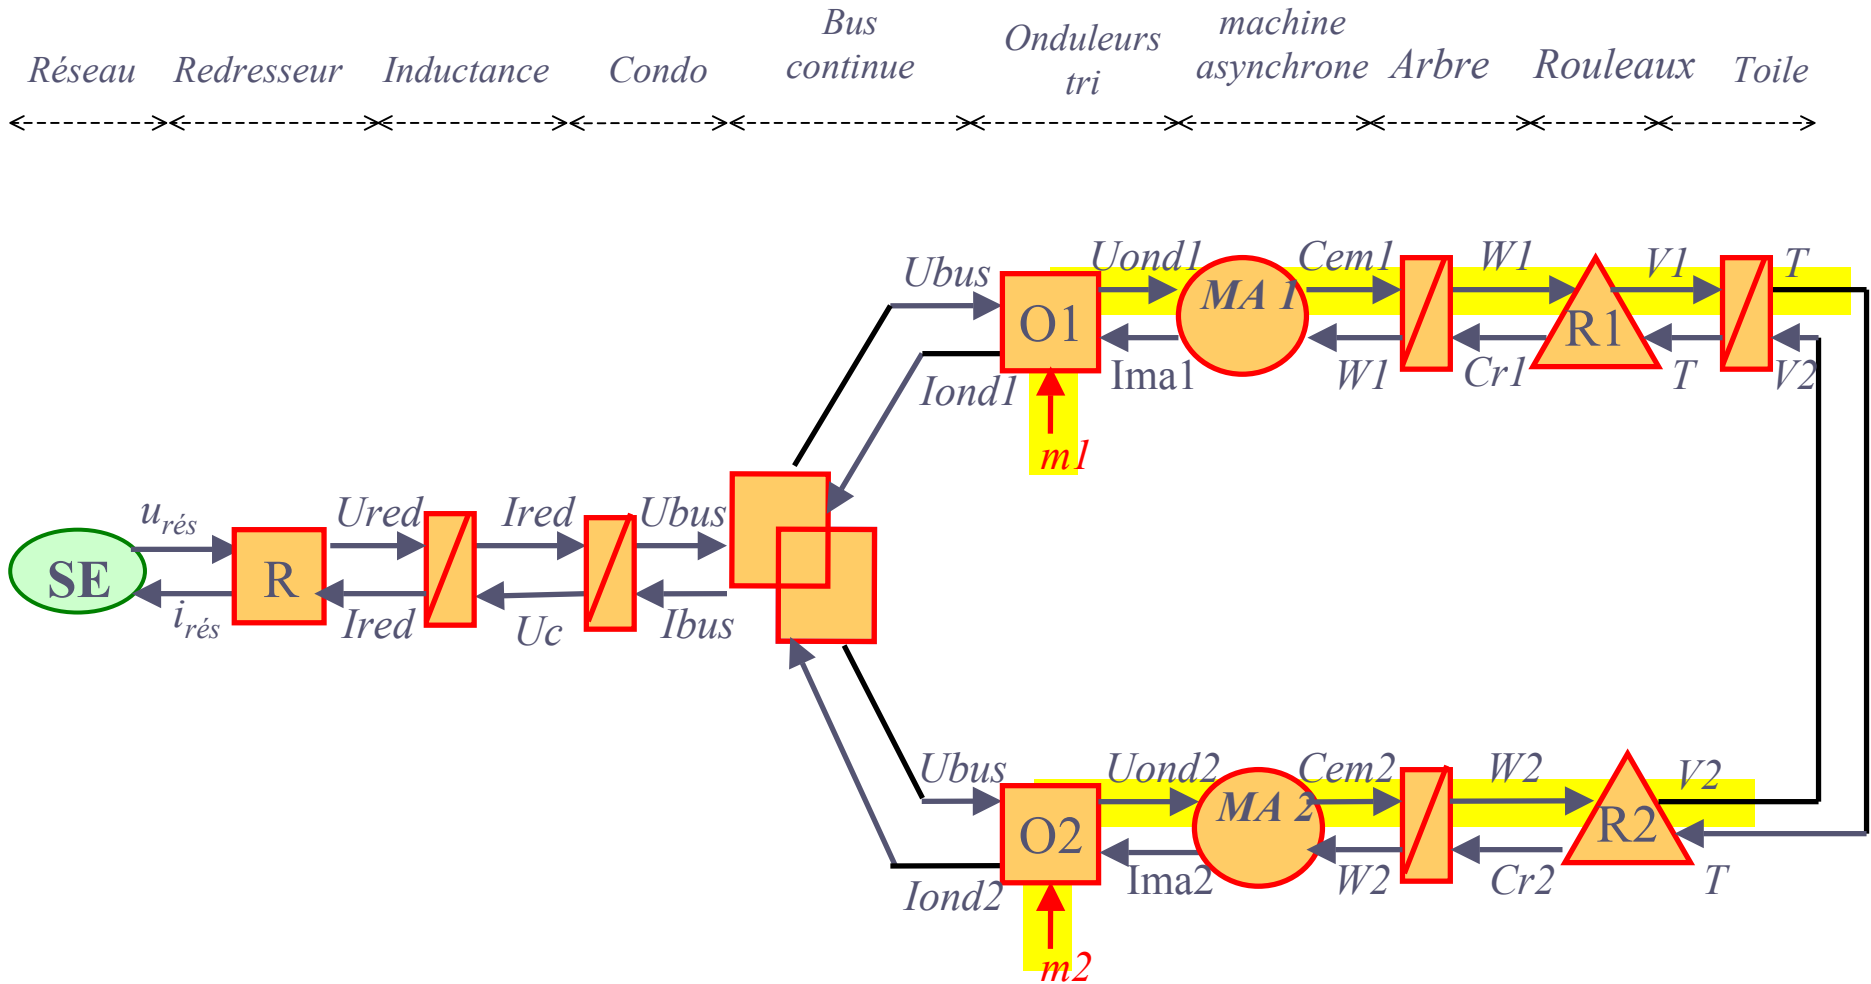 Réseau
Redresseur
Inductance
Condo
Bus
continue
Onduleurs
tri
machine
asynchrone
Arbre
Rouleaux
Toile
Ubus
Uond1
Cem1
W1
V1
T
O1
MA 1
R1
Iond1
Ima1
W1
Cr1
T
V2
m1
u_rés
Ured
Ired
Ubus
SE
R
i_rés
Ired
Uc
Ibus
Ubus
Uond2
Cem2
W2
V2
O2
MA 2
R2
Iond2
Ima2
W2
Cr2
T
m2